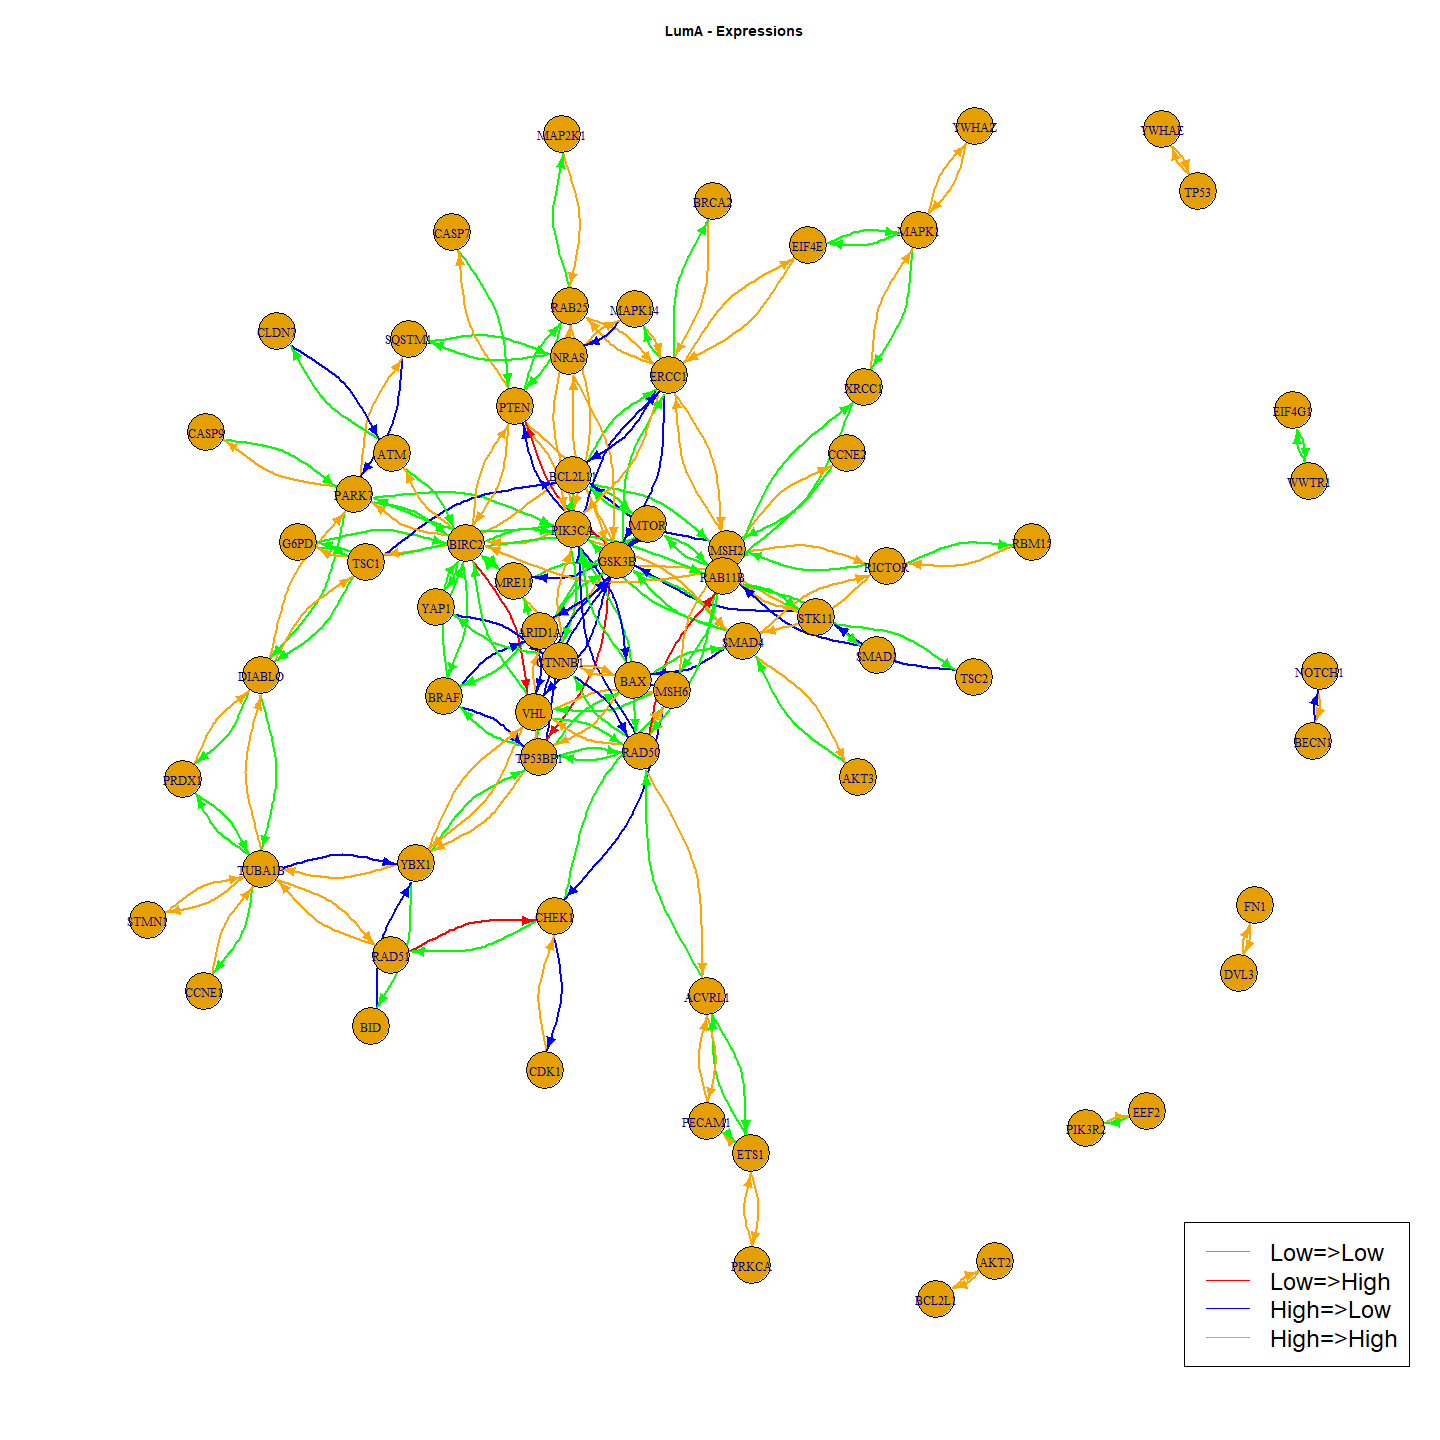 LumA - Expressions
YWHAZ
YWHAE
MAP2K1
TP53
BRCA2
CASP7
MAPK1
EIF4E
RAB25
MAPK14
CLDN7
SQSTM1
NRAS
ERCC1
XRCC1
PTEN
EIF4G1
CASP9
ATM
CCNE2
BCL2L11
WWTR1
PARK7
MTOR
PIK3CA
G6PD
BIRC2
RBM15
MSH2
TSC1
GSK3B
RICTOR
MRE11
RAB11B
YAP1
STK11
ARID1A
SMAD4
SMAD3
CTNNB1
NOTCH1
DIABLO
TSC2
BAX
MSH6
BRAF
VHL
BECN1
RAD50
TP53BP1
PRDX1
AKT3
YBX1
TUBA1B
FN1
STMN1
CHEK1
RAD51
DVL3
CCNE1
ACVRL1
BID
CDK1
EEF2
PECAM1
PIK3R2
ETS1
AKT2
PRKCA
BCL2L1
Low=>Low
Low=>High
High=>Low
High=>High